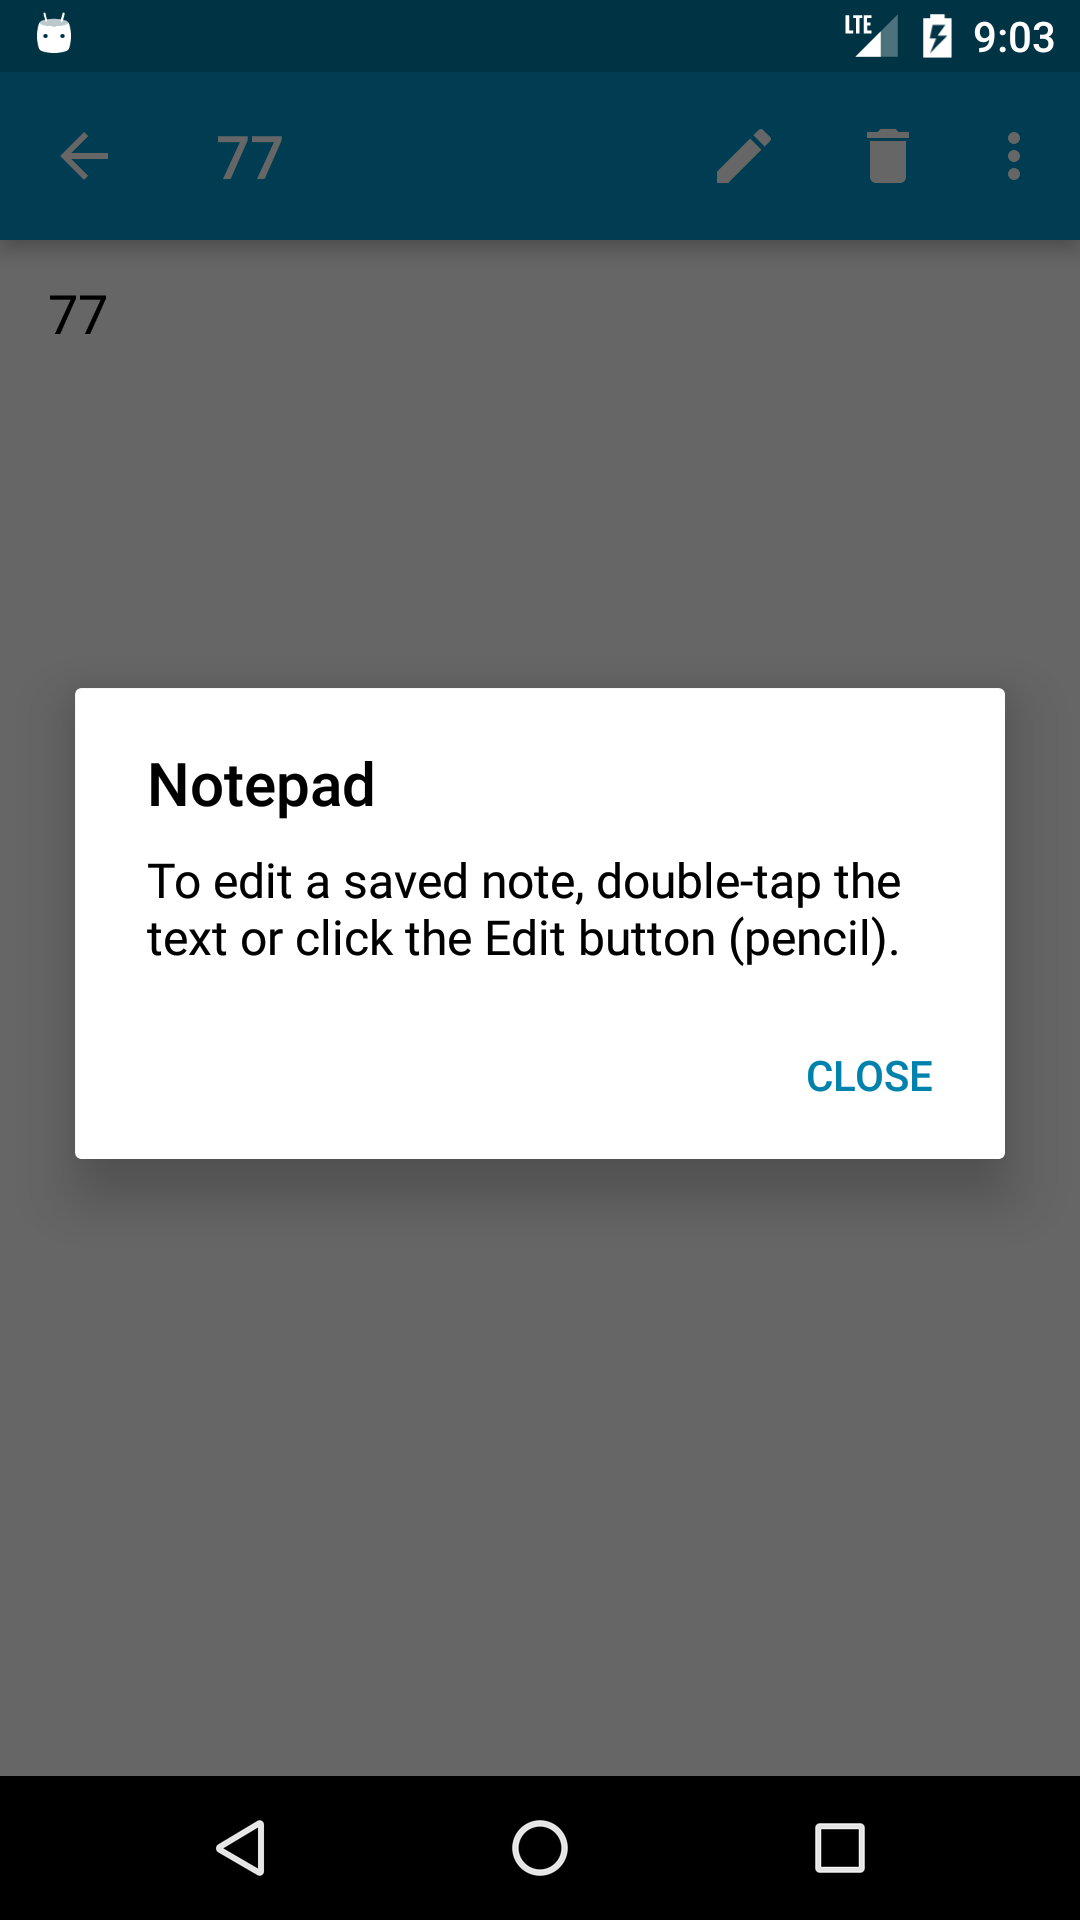 LTE 9:03
77
77
Notepad
To edit a saved note, double-tap the
text or click the Edit button (pencil).
CLOSE